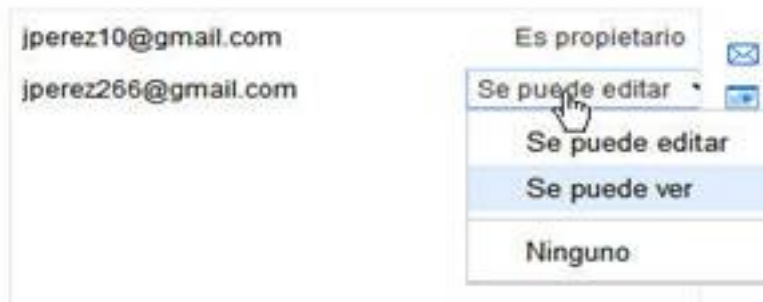 jperez10@gmail.com Es propietario
jperez266@gmail.com Se puede editar
Se puede editar
Se puede ver
Ninguno